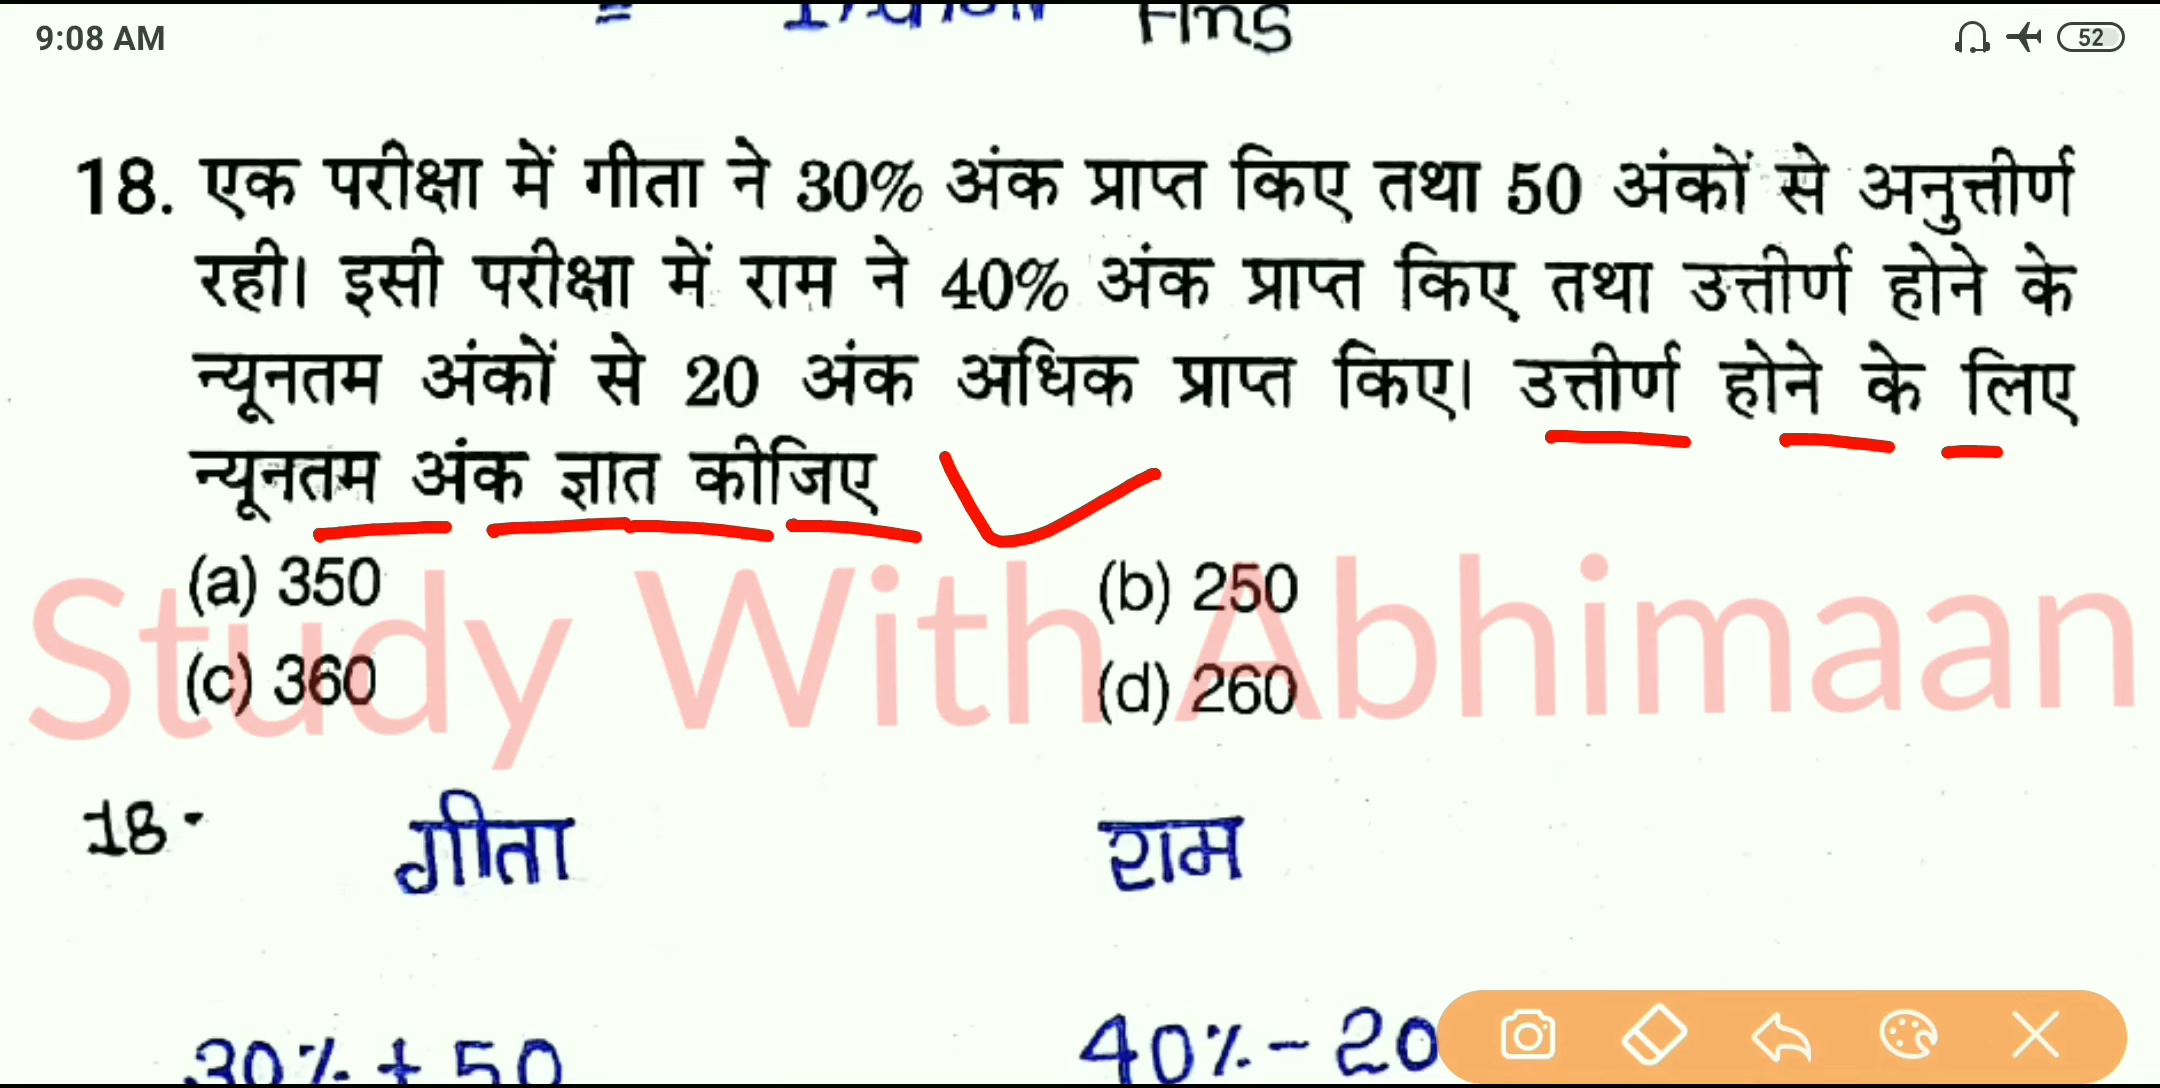 Ans
9:08 AM
52
18. एक परीक्षा में गीता ने 30% अंक प्राप्त किए तथा 50 अंकों से अनुत्तीर्ण
रही। इसी परीक्षा में राम ने 40% अंक प्राप्त किए तथा उत्तीर्ण होने के
न्यूनतम अंकों से 20 अंक अधिक प्राप्त किए। उत्तीर्ण होने के लिए
न्यूनतम अंक ज्ञात कीजिए
(a) 350 (b) 250
(c) 360 (d) 260
Study With Abhimaan
18. गीता राम
30% + 50 40% - 20